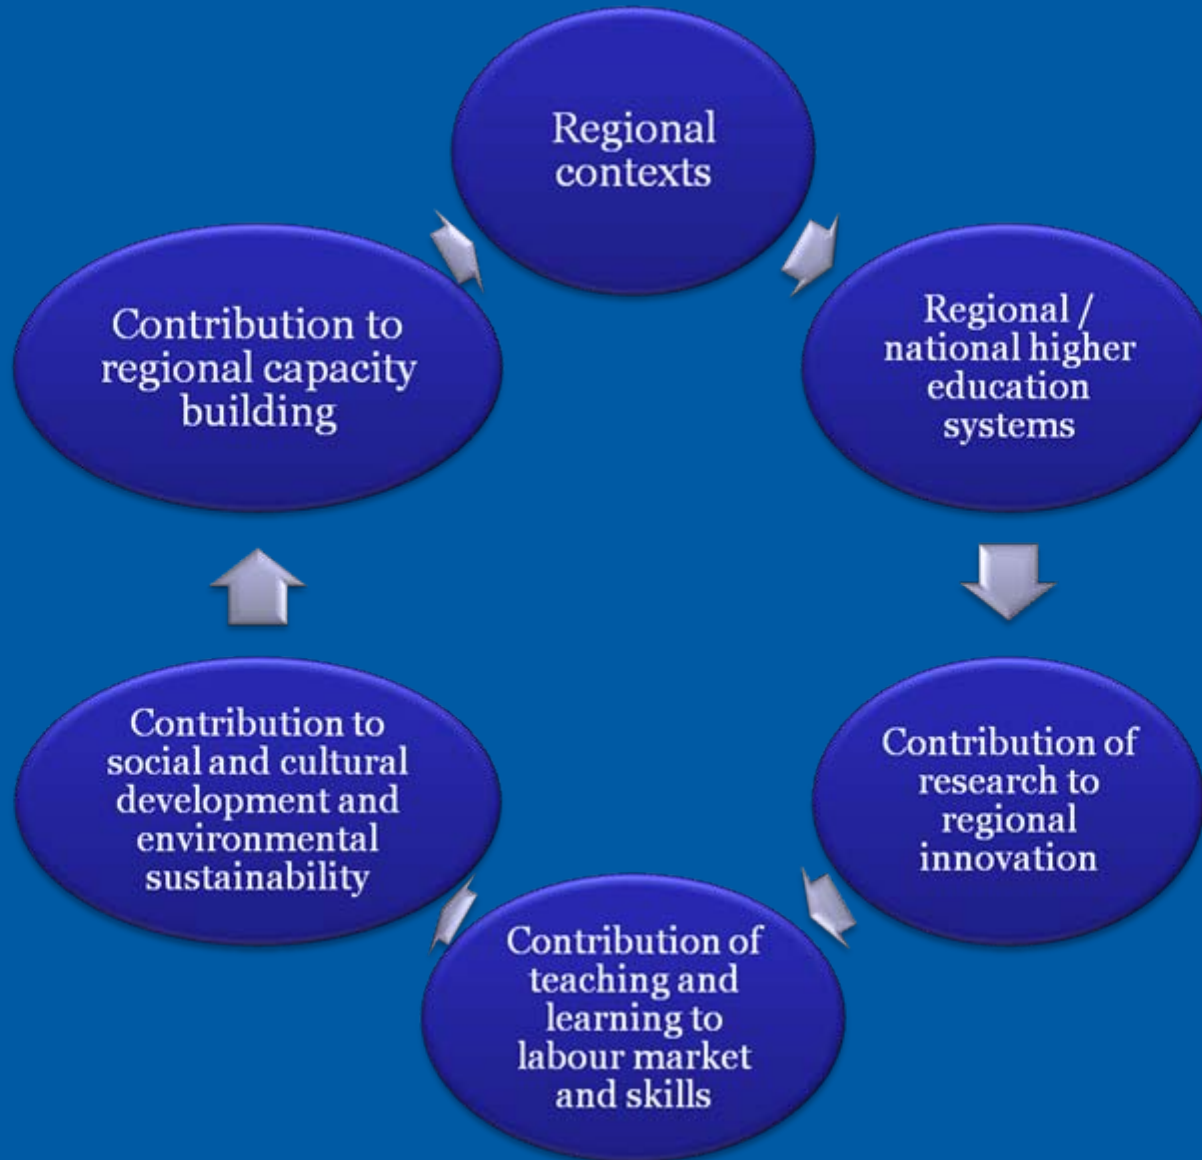 Regional
contexts
Regional /
national higher
education
systems
Contribution of
research to
regional
innovation
Contribution of
teaching and
learning to
labour market
and skills
Contribution to
social and cultural
development and
environmental
sustainability
Contribution to
regional capacity
building